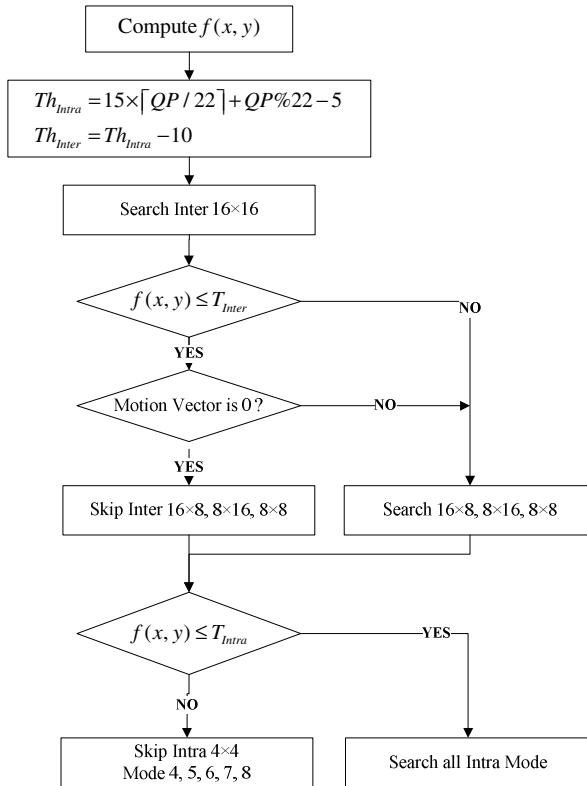 Compute f(x, y)
Th_Intra = 15×⌈QP / 22⌉ + QP%22 − 5
Th_Inter = Th_Intra − 10
Search Inter 16×16
f(x, y) ≤ T_Inter
NO
YES
Motion Vector is 0 ?
NO
YES
Skip Inter 16×8, 8×16, 8×8
Search 16×8, 8×16, 8×8
f(x, y) ≤ T_Intra
YES
NO
Skip Intra 4×4
Mode 4, 5, 6, 7, 8
Search all Intra Mode